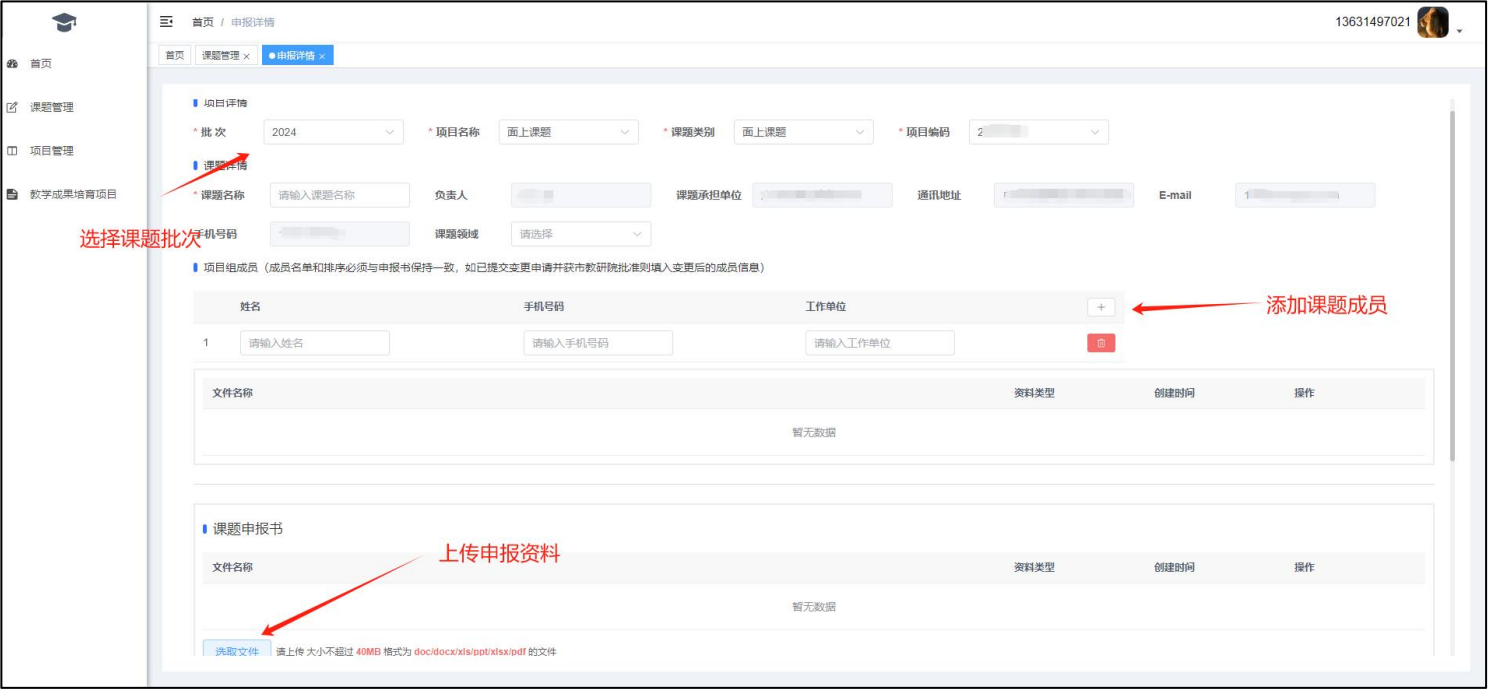 首页 / 申报详情
13631497021
首页 课题管理 × 申报详情 ×
首页
课题管理
项目管理
教学成果培育项目
项目详情
* 批 次 2024 * 项目名称 面上课题 * 课题类别 面上课题 * 项目编码 2
课题详情
* 课题名称 请输入课题名称 负责人 课题承担单位 通讯地址 E-mail 1
选择课题批次
手机号码 课题领域 请选择
项目组成员（成员名单和排序必须与申报书保持一致，如已提交变更申请并获市教研院批准则填入变更后的成员信息）
姓名 手机号码 工作单位 +
添加课题成员
1 请输入姓名 请输入手机号码 请输入工作单位
文件名称 资料类型 创建时间 操作
暂无数据
课题申报书
上传申报资料
文件名称 资料类型 创建时间 操作
暂无数据
选取文件 请上传 大小不超过 40MB 格式为 doc/docx/xls/ppt/xlsx/pdf 的文件